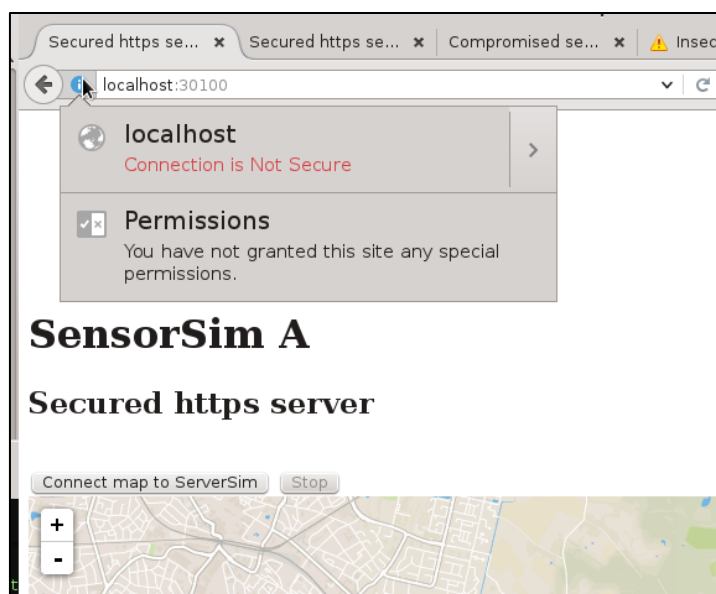 Secured https se... × Secured https se... × Compromised se... × Insec
localhost:30100
localhost
Connection is Not Secure
Permissions
You have not granted this site any special
permissions.
SensorSim A
Secured https server
Connect map to ServerSim Stop
+
-
t